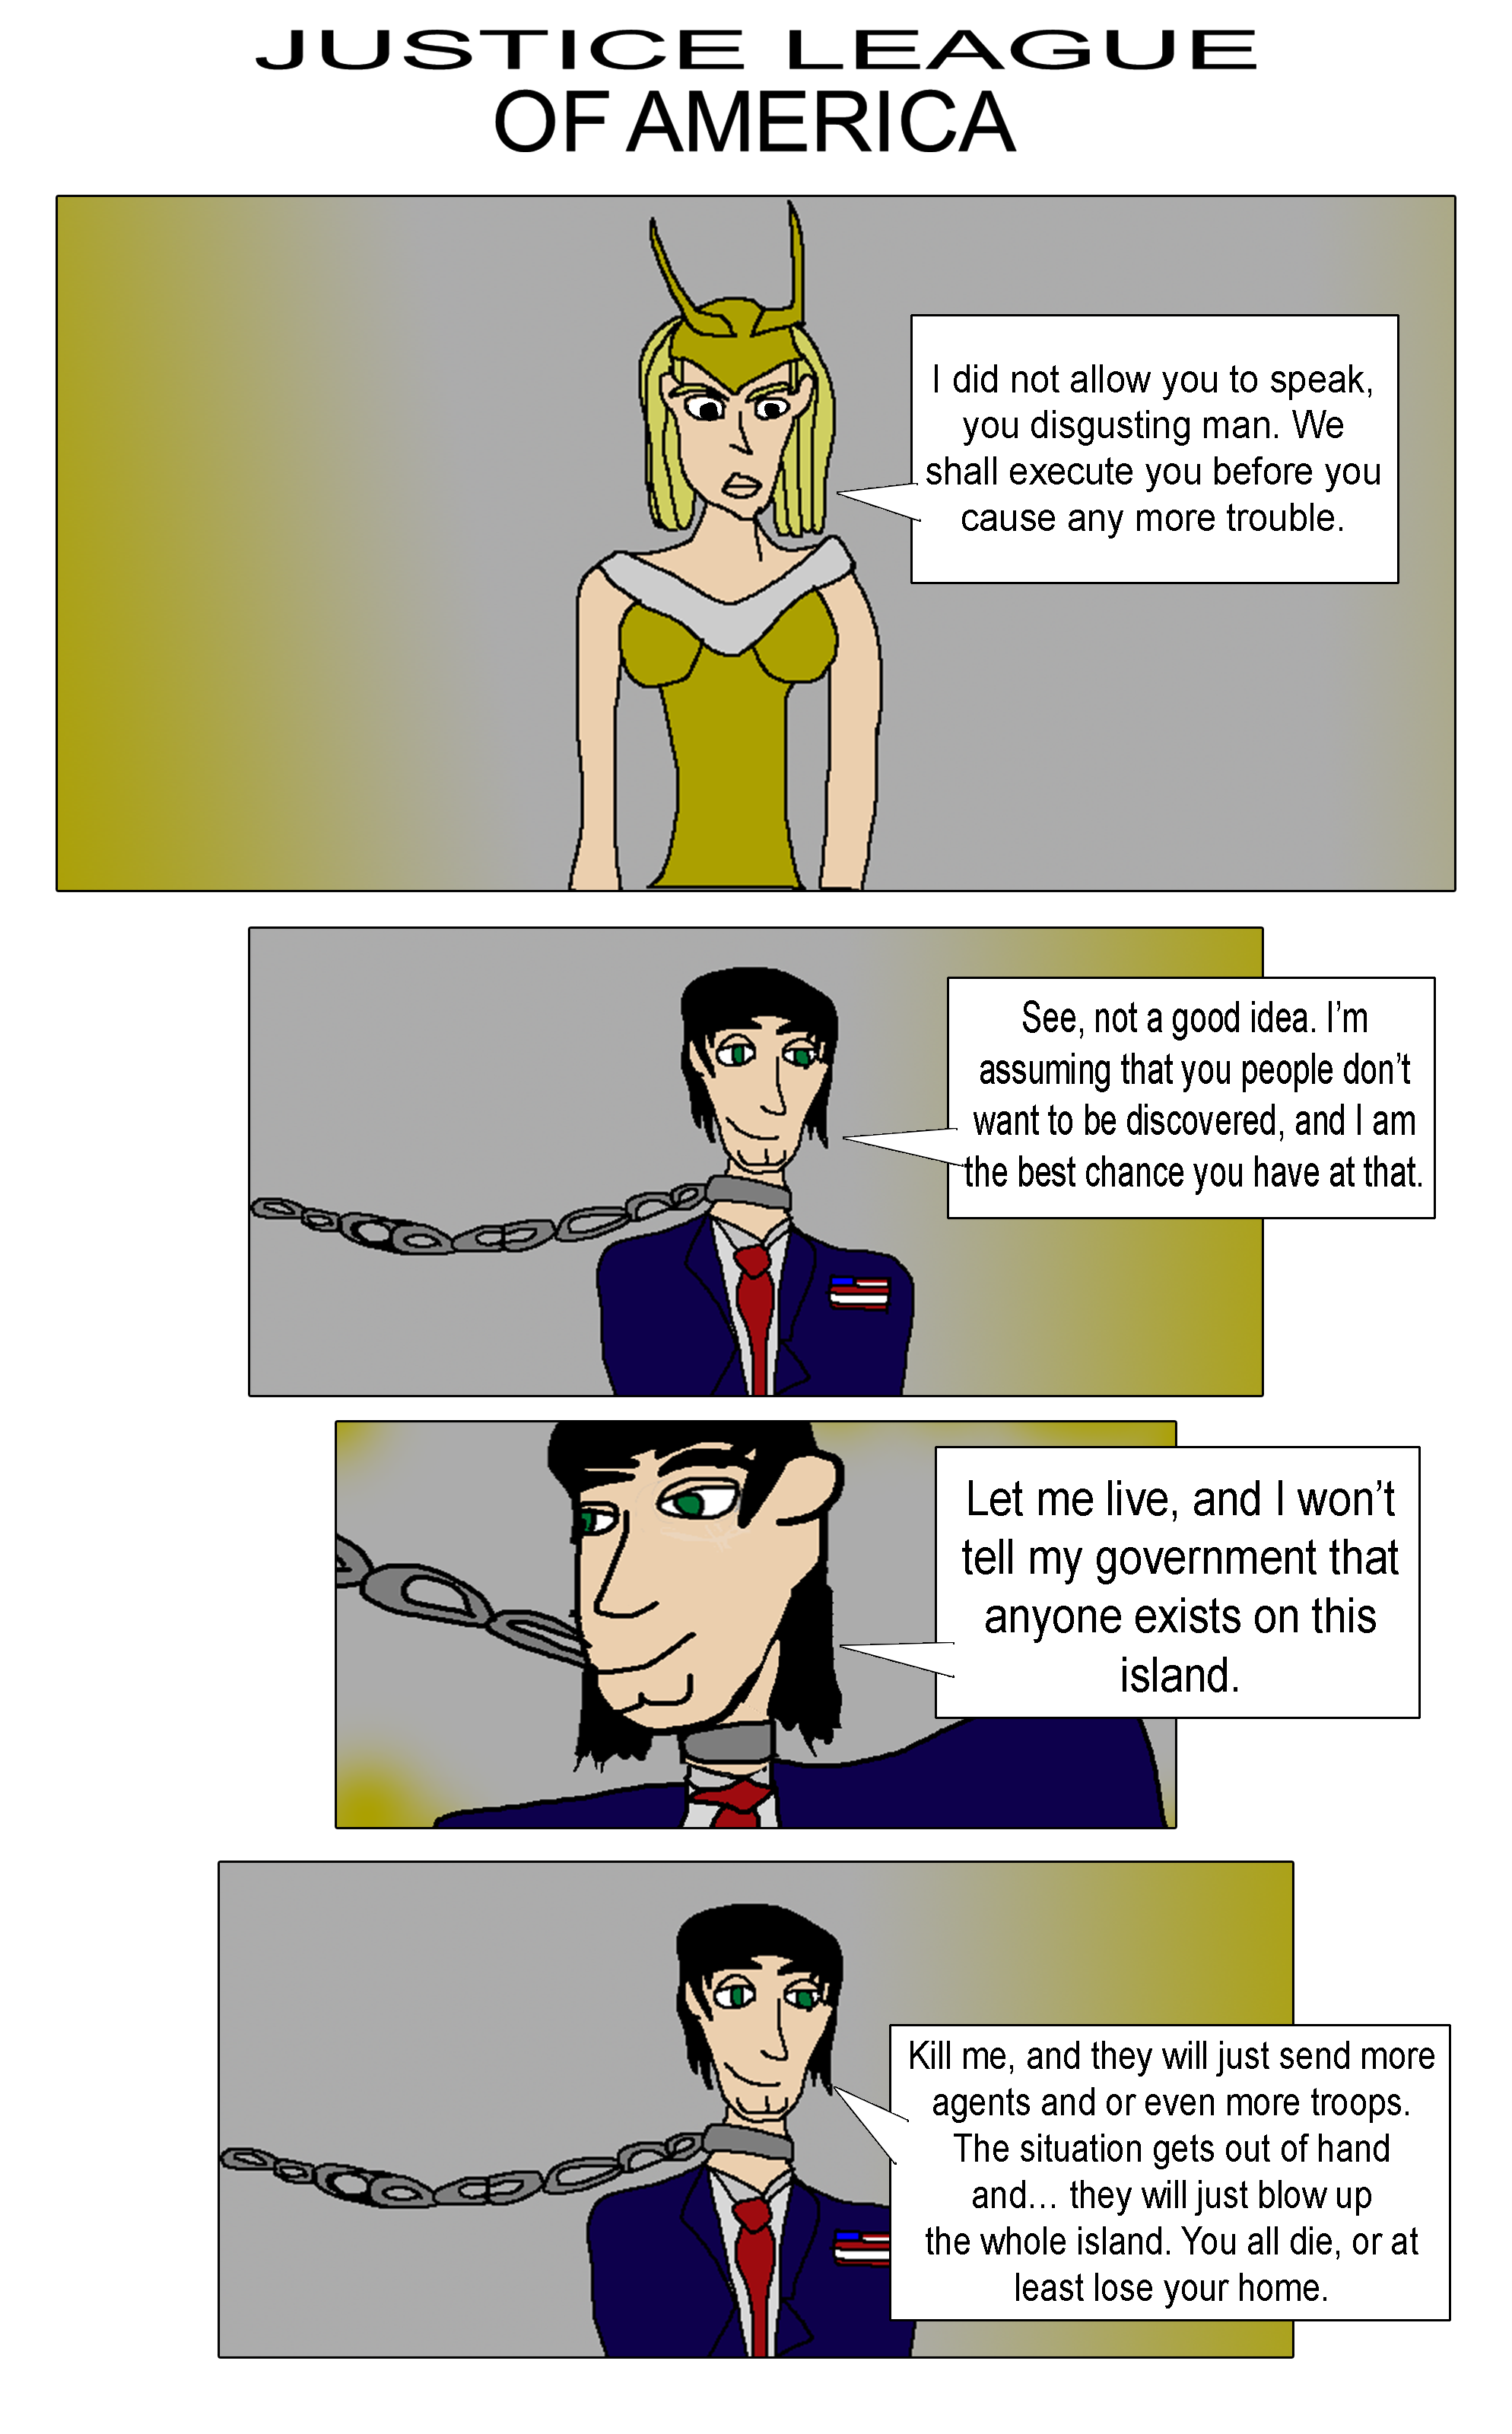 JUSTICE LEAGUE
OF AMERICA
I did not allow you to speak,
you disgusting man. We
shall execute you before you
cause any more trouble.
See, not a good idea. I’m
assuming that you people don’t
want to be discovered, and I am
the best chance you have at that.
Let me live, and I won’t
tell my government that
anyone exists on this
island.
Kill me, and they will just send more
agents and or even more troops.
The situation gets out of hand
and... they will just blow up
the whole island. You all die, or at
least lose your home.